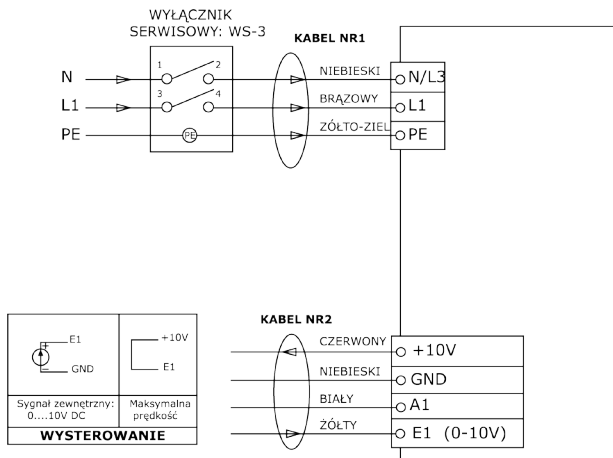 WYŁĄCZNIK
SERWISOWY: WS-3
KABEL NR1
1 2
N NIEBIESKI N/L3
3 4
L1 BRĄZOWY L1
PE PE ŻÓŁTO-ZIEL PE
KABEL NR2
CZERWONY +10V
NIEBIESKI GND
BIAŁY A1
ŻÓŁTY E1 (0-10V)
+ E1
- GND
+10V
E1
Sygnał zewnętrzny:
0....10V DC
Maksymalna
prędkość
WYSTEROWANIE